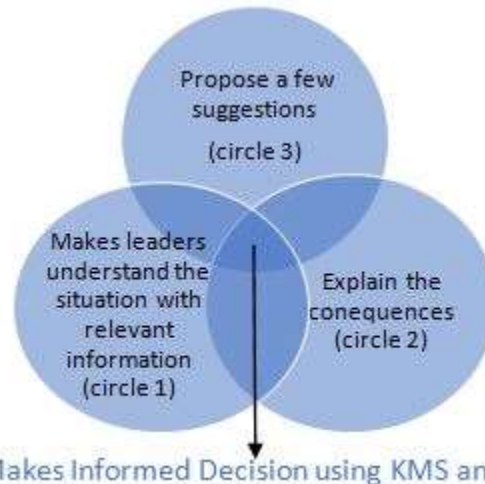 Propose a few
suggestions
(circle 3)
Makes leaders
understand the
situation with
relevant
information
(circle 1)
Explain the
conequences
(circle 2)
Makes Informed Decision using KMS an